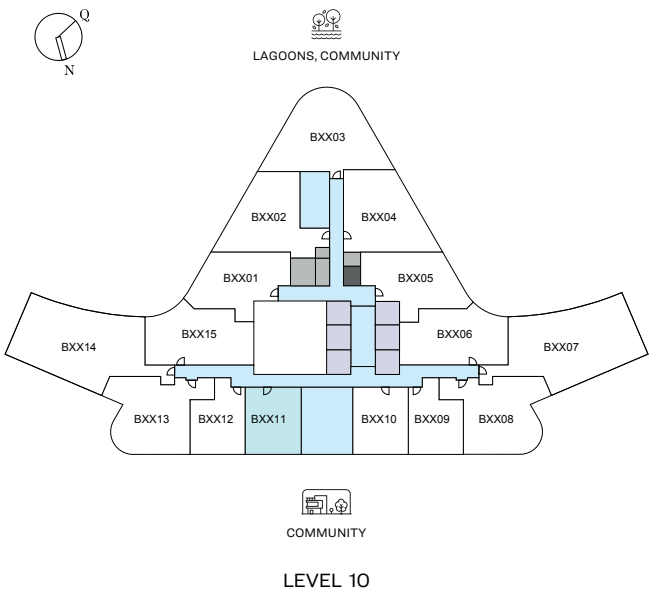 Q
N
LAGOONS, COMMUNITY
BXX03
BXX02
BXX04
BXX01
BXX05
BXX15
BXX06
BXX14
BXX07
BXX13
BXX12
BXX11
BXX10
BXX09
BXX08
COMMUNITY
LEVEL 10